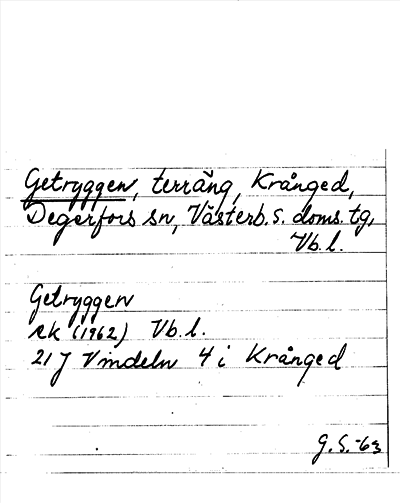 Getryggen, terräng, Krånged,
Degerfors sn, Västerb. s. doms. tg,
Vb. l.
Getryggen
ek (1962) Vb. l.
21 J Vindeln 4 i Krånged
G. S. -63